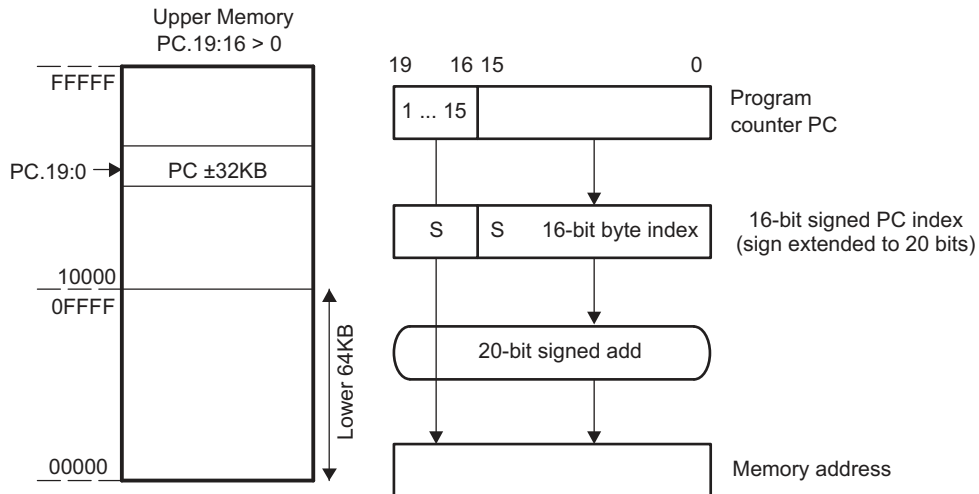 Upper Memory
PC.19:16 > 0
FFFFF
PC.19:0
PC ±32KB
10000
0FFFF
Lower 64KB
00000
19 16 15 0
1 ... 15
Program
counter PC
S S 16-bit byte index
16-bit signed PC index
(sign extended to 20 bits)
20-bit signed add
Memory address